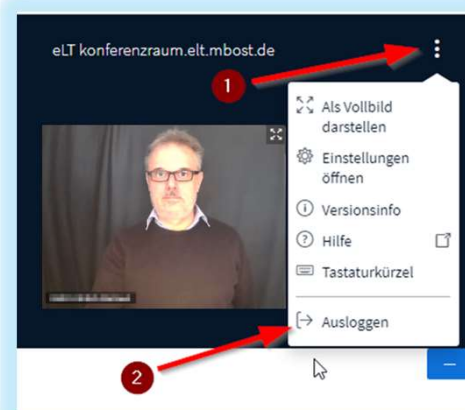 eLT konferenzraum.elt.mbost.de
1
Als Vollbild
darstellen
Einstellungen
öffnen
Versionsinfo
Hilfe
Tastaturkürzel
Ausloggen
2